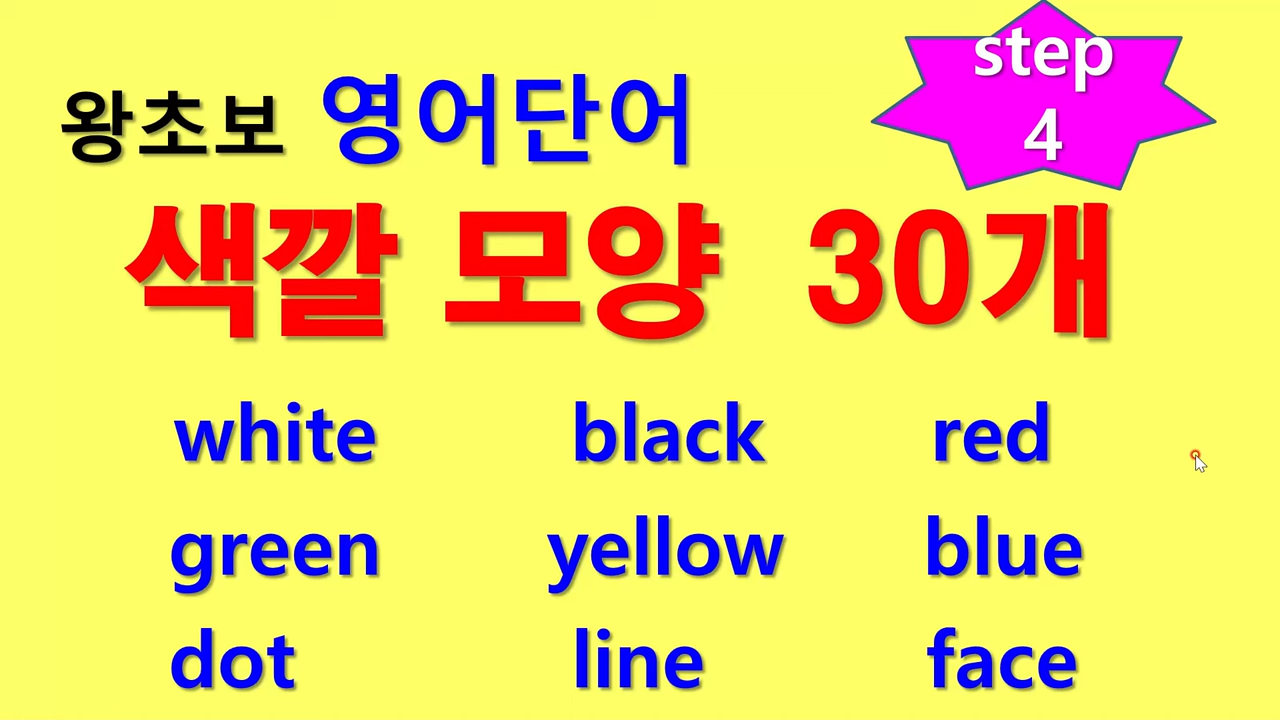 step
4
왕초보 영어단어
색깔 모양 30개
white black red
green yellow blue
dot line face